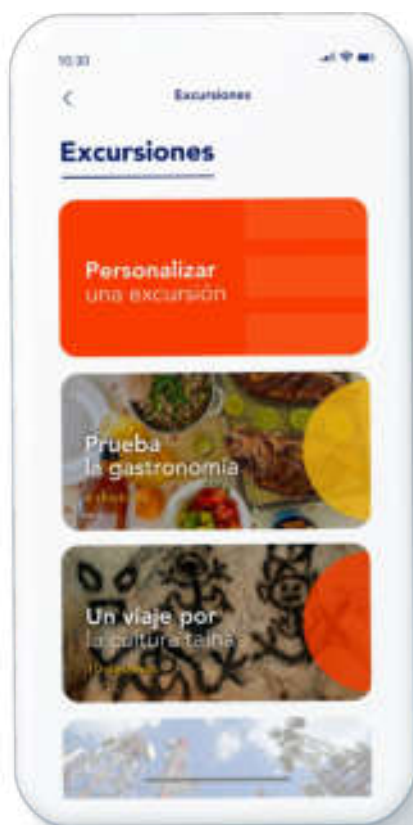 10:30
Excursiones
Excursiones
Personalizar
una excursión
Prueba
la gastronomía
Un viaje por
la cultura taína